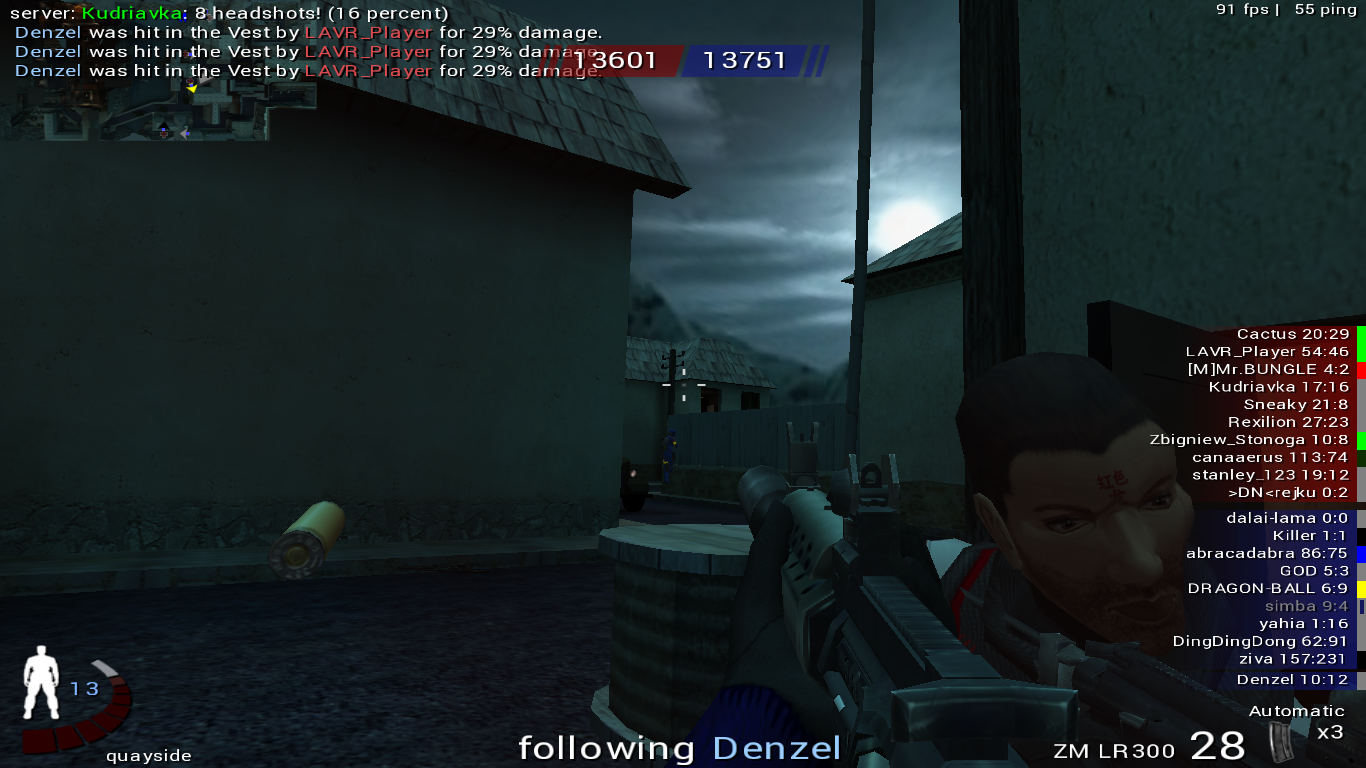 server: Kudriavka: 8 headshots! (16 percent)
91 fps | 55 ping
Denzel was hit in the Vest by LAVR_Player for 29% damage.
Denzel was hit in the Vest by LAVR_Player for 29% damage.
Denzel was hit in the Vest by LAVR_Player for 29% damage.
13601 13751
Cactus 20:29
LAVR_Player 54:46
[M]Mr.BUNGLE 4:2
Kudriavka 17:16
Sneaky 21:8
Rexilion 27:23
Zbigniew_Stonoga 10:8
canaaerus 113:74
stanley_123 19:12
>DN<rejku 0:2
dalai-lama 0:0
Killer 1:1
abracadabra 86:75
GOD 5:3
DRAGON-BALL 6:9
simba 9:4
yahia 1:16
DingDingDong 62:91
ziva 157:231
Denzel 10:12
红色
13
quayside
following Denzel
Automatic
ZM LR300 28 x3